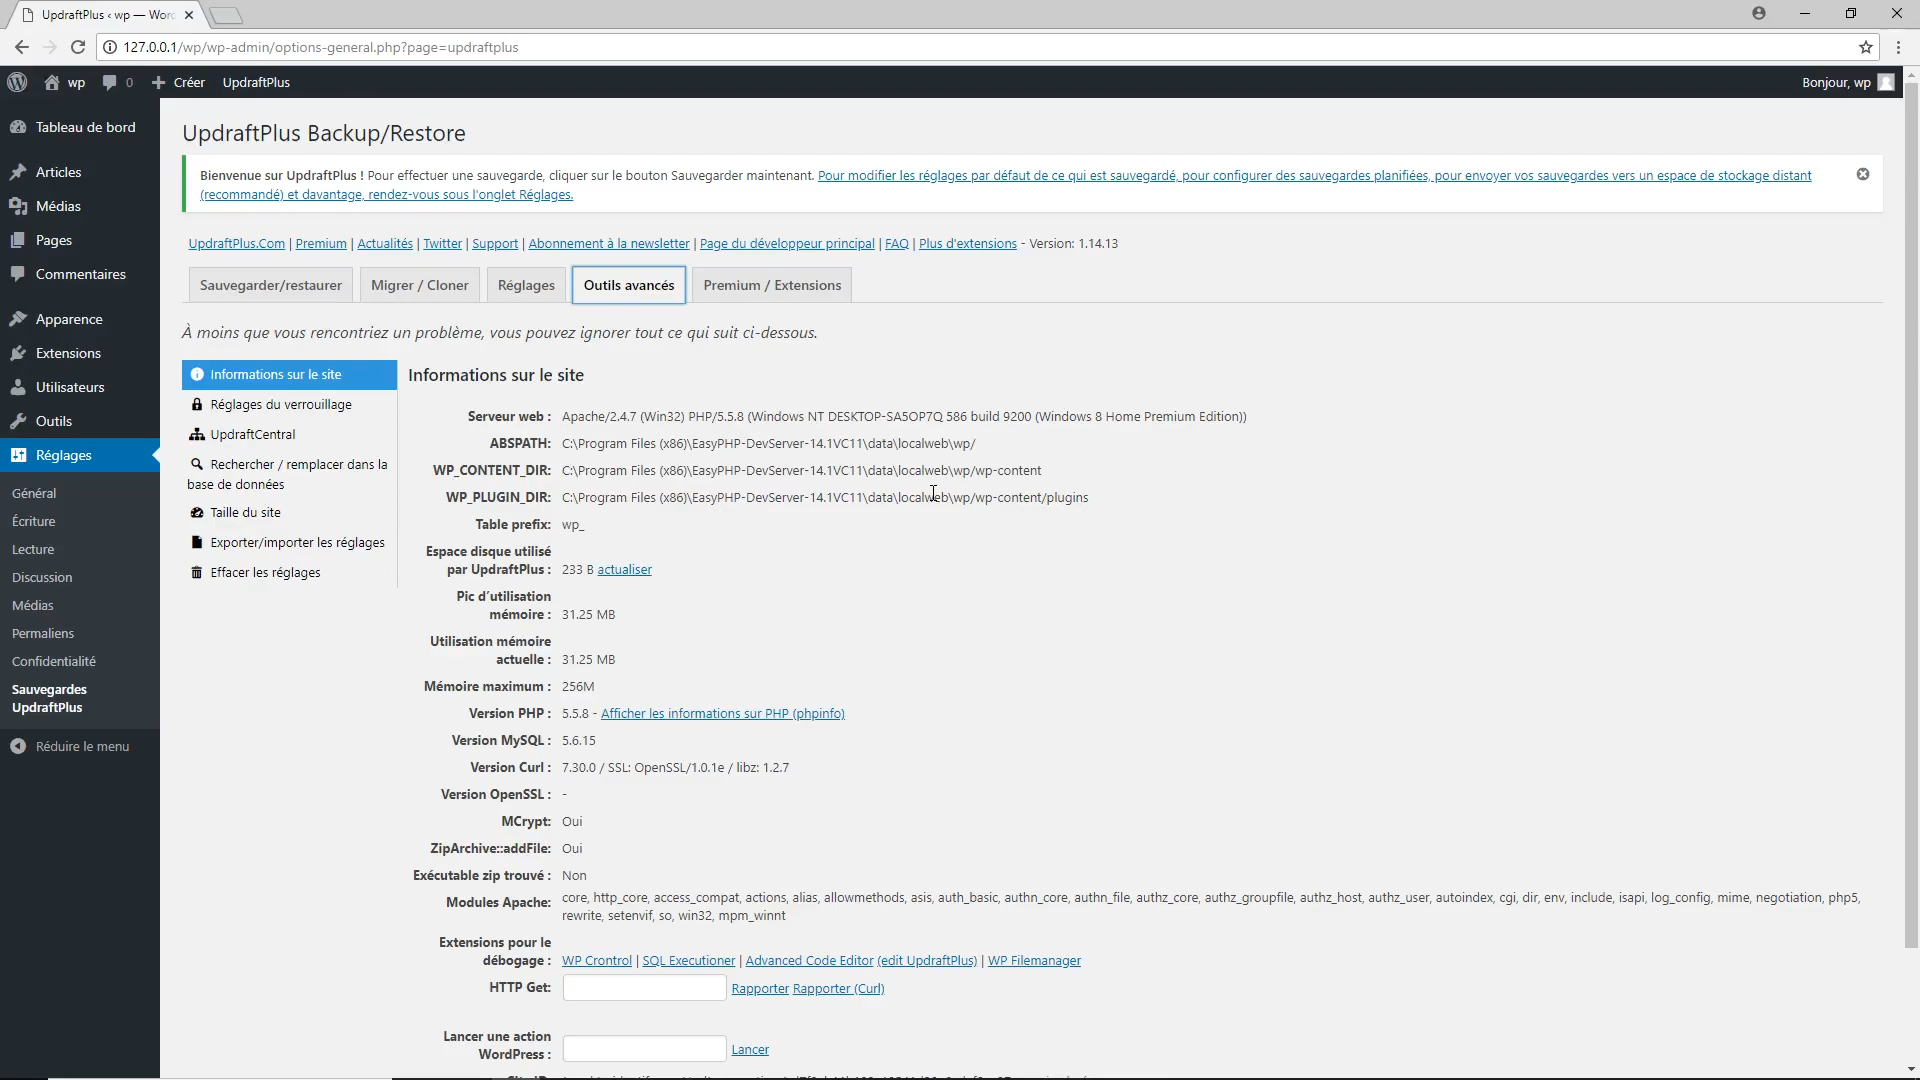 UpdraftPlus ‹ wp — Wor
127.0.0.1/wp/wp-admin/options-general.php?page=updraftplus
wp
0
Créer
UpdraftPlus
Bonjour, wp
Tableau de bord
Articles
Médias
Pages
Commentaires
Apparence
Extensions
Utilisateurs
Outils
Réglages
Général
Écriture
Lecture
Discussion
Médias
Permaliens
Confidentialité
Sauvegardes
UpdraftPlus
Réduire le menu
UpdraftPlus Backup/Restore
Bienvenue sur UpdraftPlus ! Pour effectuer une sauvegarde, cliquer sur le bouton Sauvegarder maintenant. Pour modifier les réglages par défaut de ce qui est sauvegardé, pour configurer des sauvegardes planifiées, pour envoyer vos sauvegardes vers un espace de stockage distant
(recommandé) et davantage, rendez-vous sous l'onglet Réglages.
UpdraftPlus.Com | Premium | Actualités | Twitter | Support | Abonnement à la newsletter | Page du développeur principal | FAQ | Plus d'extensions - Version: 1.14.13
Sauvegarder/restaurer
Migrer / Cloner
Réglages
Outils avancés
Premium / Extensions
À moins que vous rencontriez un problème, vous pouvez ignorer tout ce qui suit ci-dessous.
Informations sur le site
Réglages du verrouillage
UpdraftCentral
Rechercher / remplacer dans la
base de données
Taille du site
Exporter/importer les réglages
Effacer les réglages
Informations sur le site
Serveur web : Apache/2.4.7 (Win32) PHP/5.5.8 (Windows NT DESKTOP-SA5OP7Q 586 build 9200 (Windows 8 Home Premium Edition))
ABSPATH: C:\Program Files (x86)\EasyPHP-DevServer-14.1VC11\data\localweb\wp/
WP_CONTENT_DIR: C:\Program Files (x86)\EasyPHP-DevServer-14.1VC11\data\localweb\wp/wp-content
WP_PLUGIN_DIR: C:\Program Files (x86)\EasyPHP-DevServer-14.1VC11\data\localweb\wp/wp-content/plugins
Table prefix: wp_
Espace disque utilisé
par UpdraftPlus : 233 B actualiser
Pic d'utilisation
mémoire : 31.25 MB
Utilisation mémoire
actuelle : 31.25 MB
Mémoire maximum : 256M
Version PHP : 5.5.8 - Afficher les informations sur PHP (phpinfo)
Version MySQL : 5.6.15
Version Curl : 7.30.0 / SSL: OpenSSL/1.0.1e / libz: 1.2.7
Version OpenSSL : -
MCrypt: Oui
ZipArchive::addFile: Oui
Exécutable zip trouvé : Non
Modules Apache: core, http_core, access_compat, actions, alias, allowmethods, asis, auth_basic, authn_core, authn_file, authz_core, authz_groupfile, authz_host, authz_user, autoindex, cgi, dir, env, include, isapi, log_config, mime, negotiation, php5,
rewrite, setenvif, so, win32, mpm_winnt
Extensions pour le
débogage : WP Crontrol | SQL Executioner | Advanced Code Editor (edit UpdraftPlus) | WP Filemanager
HTTP Get: Rapporter Rapporter (Curl)
Lancer une action
WordPress : Lancer